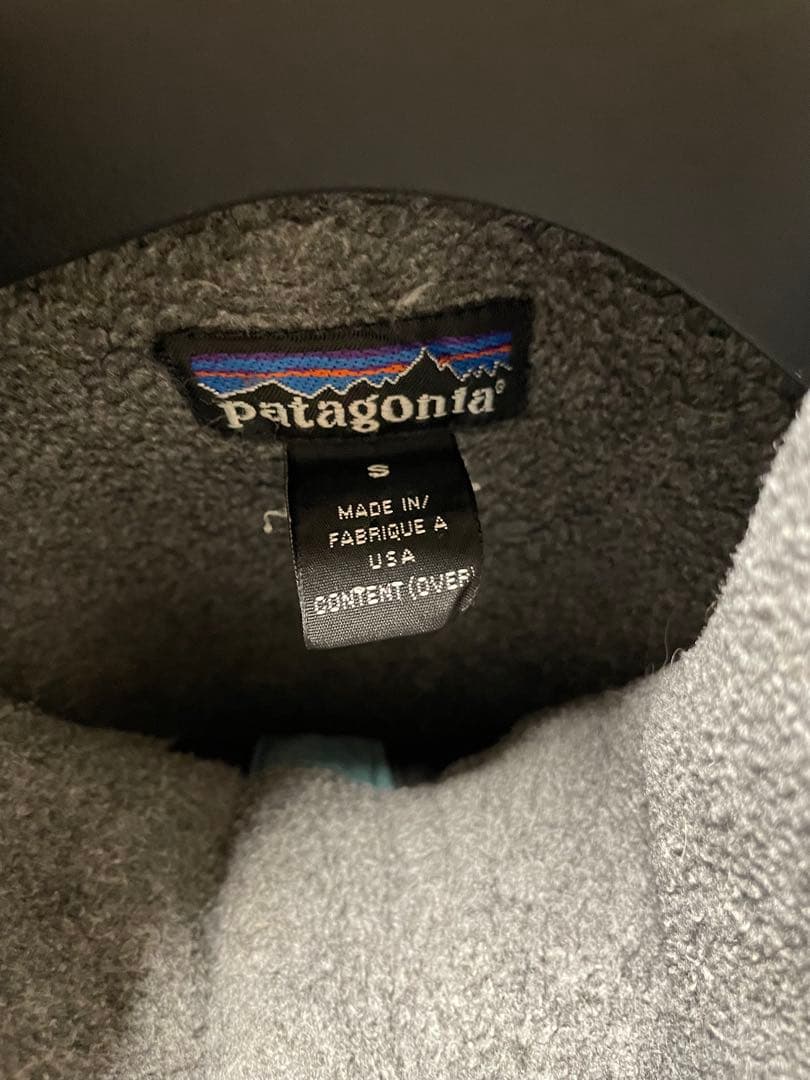 patagonia®
S
MADE IN/
FABRIQUE A
USA
CONTENT (OVER)